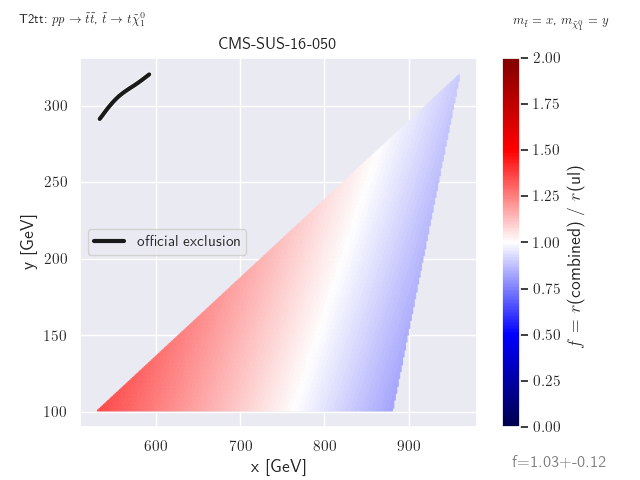 T2tt: pp → t̃t̃, t̃ → tχ̃⁰₁
m_t̃ = x, m_χ̃⁰₁ = y
CMS-SUS-16-050
2.00
1.75
1.50
1.25
1.00
0.75
0.50
0.25
0.00
f = r(combined) / r(ul)
300
250
200
150
100
y [GeV]
official exclusion
600
700
800
900
x [GeV]
f=1.03+-0.12